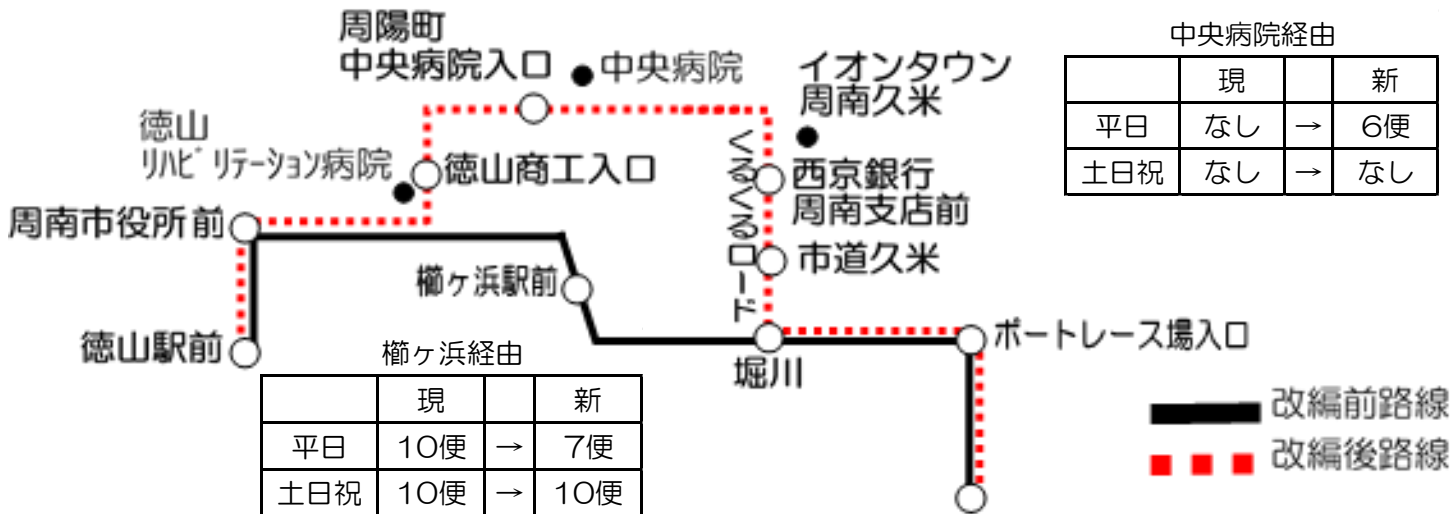 周陽町
中央病院入口
中央病院
イオンタウン
周南久米
中央病院経由
現 新
平日 なし → 6便
土日祝 なし → なし
徳山
リハビリテーション病院
徳山商工入口
くるくるロード
西京銀行
周南支店前
周南市役所前
市道久米
櫛ヶ浜駅前
徳山駅前
堀川
ボートレース場入口
櫛ヶ浜経由
現 新
平日 10便 → 7便
土日祝 10便 → 10便
改編前路線
改編後路線